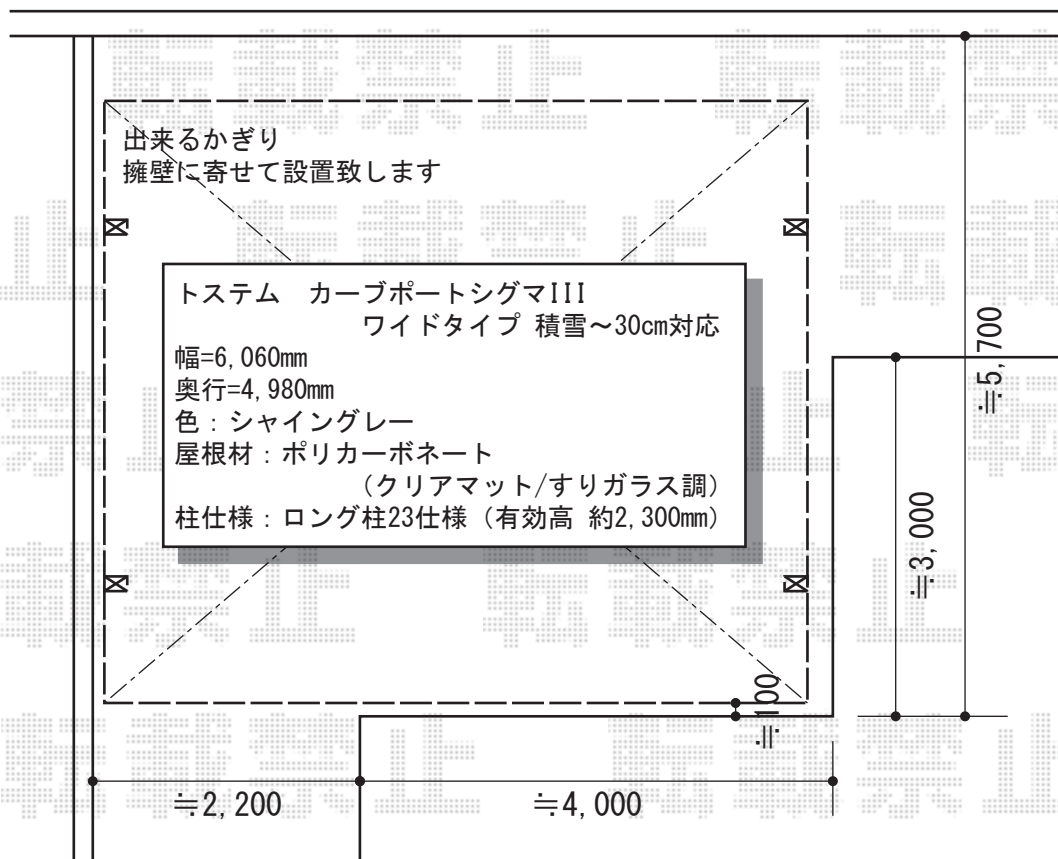 出来るかぎり
擁壁に寄せて設置致します
トステム　カーブポートシグマIII
ワイドタイプ 積雪～30cm対応
幅=6,060mm
奥行=4,980mm
色：シャイングレー
屋根材：ポリカーボネート
（クリアマット/すりガラス調）
柱仕様：ロング柱23仕様（有効高 約2,300mm）
≒5,700
≒3,000
≒100
≒2,200
≒4,000
転載禁止